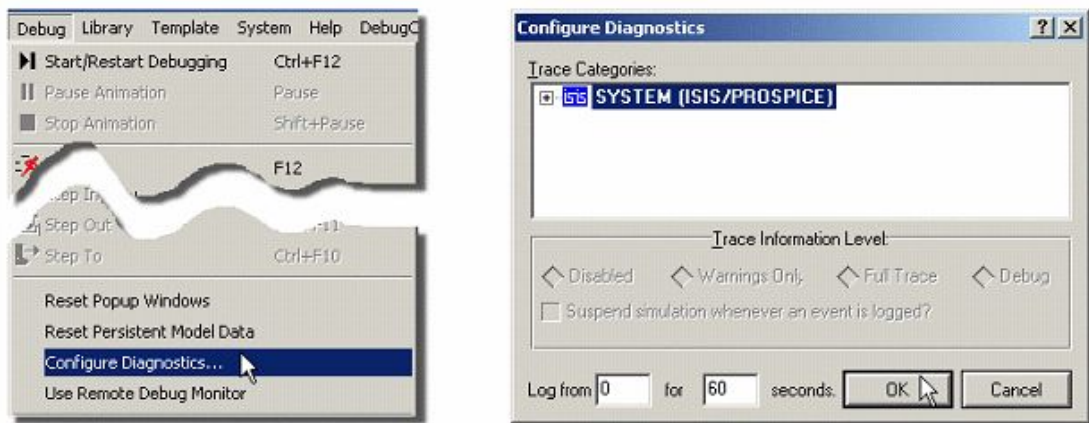 Debug Library Template System Help DebugC
Start/Restart Debugging Ctrl+F12
Pause Animation Pause
Stop Animation Shift+Pause
F12
Step Out
Step To Ctrl+F10
Reset Popup Windows
Reset Persistent Model Data
Configure Diagnostics...
Use Remote Debug Monitor
Configure Diagnostics
Trace Categories:
isis SYSTEM (ISIS/PROSPICE)
Trace Information Level:
Disabled Warnings Only Full Trace Debug
Suspend simulation whenever an event is logged?
Log from 0 for 60 seconds. OK Cancel